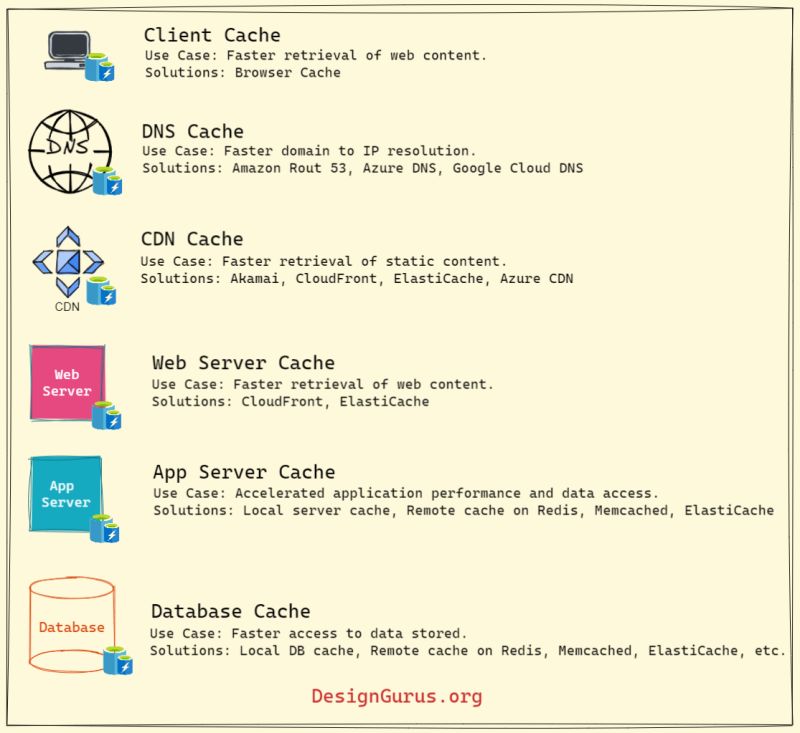 Client Cache
Use Case: Faster retrieval of web content.
Solutions: Browser Cache
DNS
DNS Cache
Use Case: Faster domain to IP resolution.
Solutions: Amazon Rout 53, Azure DNS, Google Cloud DNS
CDN Cache
Use Case: Faster retrieval of static content.
Solutions: Akamai, CloudFront, ElastiCache, Azure CDN
CDN
Web Server Cache
Web
Server
Use Case: Faster retrieval of web content.
Solutions: CloudFront, ElastiCache
App Server Cache
App
Server
Use Case: Accelerated application performance and data access.
Solutions: Local server cache, Remote cache on Redis, Memcached, ElastiCache
Database Cache
Database
Use Case: Faster access to data stored.
Solutions: Local DB cache, Remote cache on Redis, Memcached, ElastiCache, etc.
DesignGurus.org